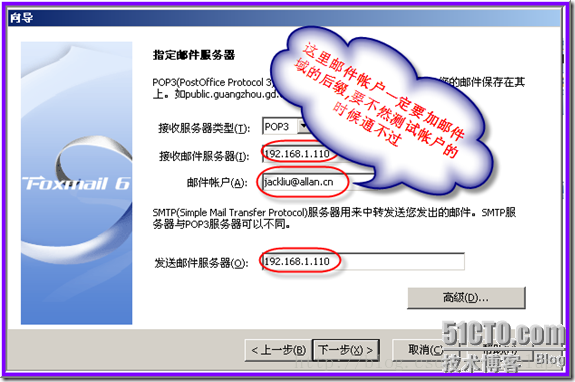 向导
Foxmail 6
指定邮件服务器
POP3(PostOffice Protocol 3
您的邮件保存在其
上。如public.guangzhou.gd.
这里邮件帐户一定要加邮件
域的后缀,要不然测试帐户的
时候通不过
接收服务器类型(T): POP3
接收邮件服务器(I): 192.168.1.110
邮件帐户(A): jackliu@allan.cn
SMTP(Simple Mail Transfer Protocol)服务器用来中转发送您发出的邮件。SMTP服
务器与POP3服务器可以不同。
发送邮件服务器(O): 192.168.1.110
高级(D)...
< 上一步(B) 下一步(X) > 取消(C)
51CTO.com
技术博客 Blog